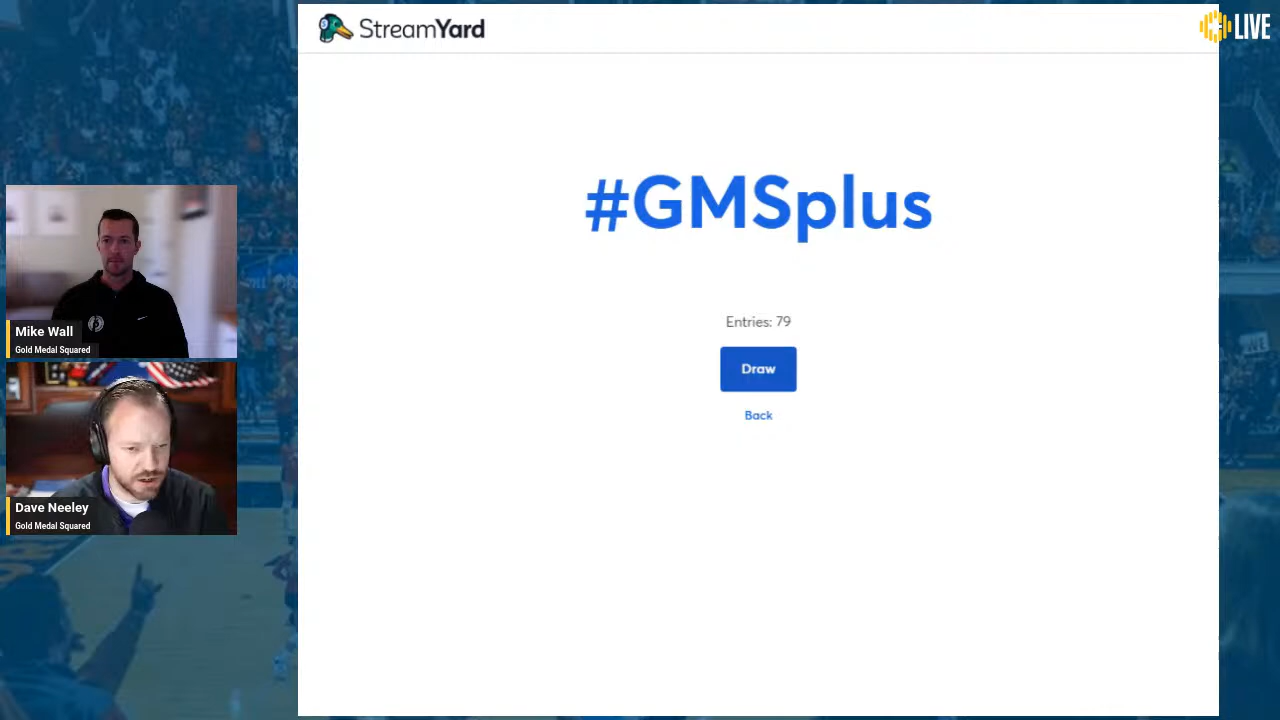 StreamYard
LIVE
#GMSplus
Entries: 79
Draw
Back
Mike Wall
Gold Medal Squared
Dave Neeley
Gold Medal Squared